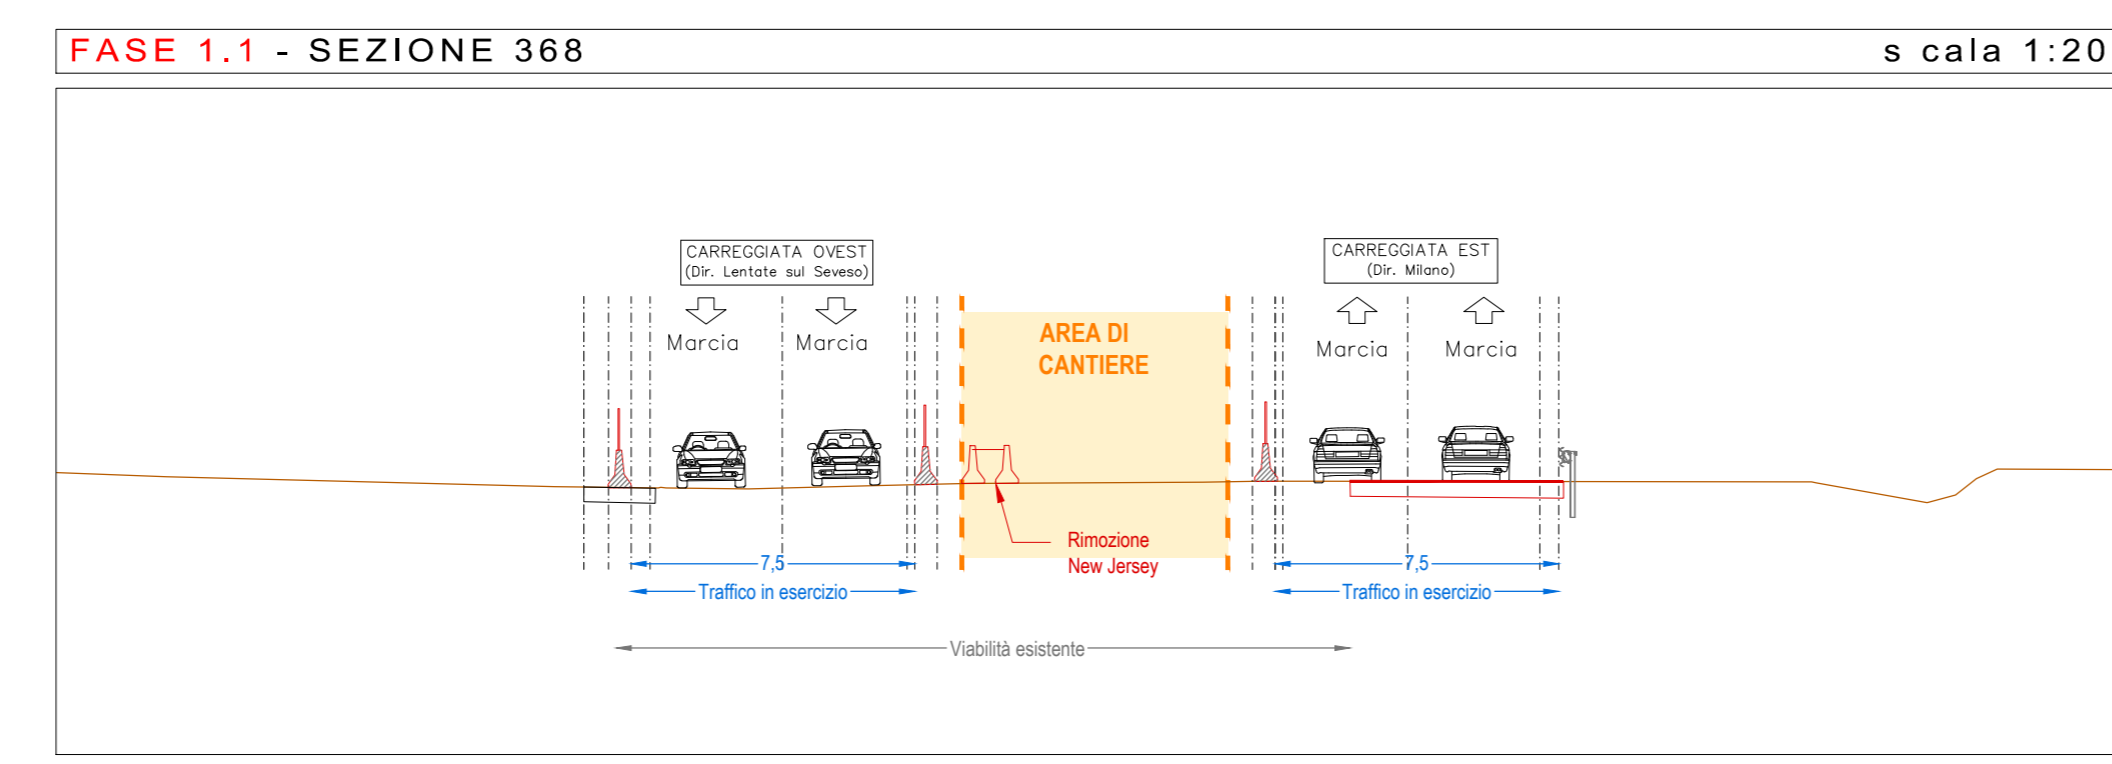 FASE 1.1 - SEZIONE 368
s cala 1:20
CARREGGIATA OVEST
(Dir. Lentate sul Seveso)
CARREGGIATA EST
(Dir. Milano)
Marcia
Marcia
AREA DI
CANTIERE
Marcia
Marcia
Rimozione
New Jersey
7,5
Traffico in esercizio
7,5
Traffico in esercizio
Viabilità esistente